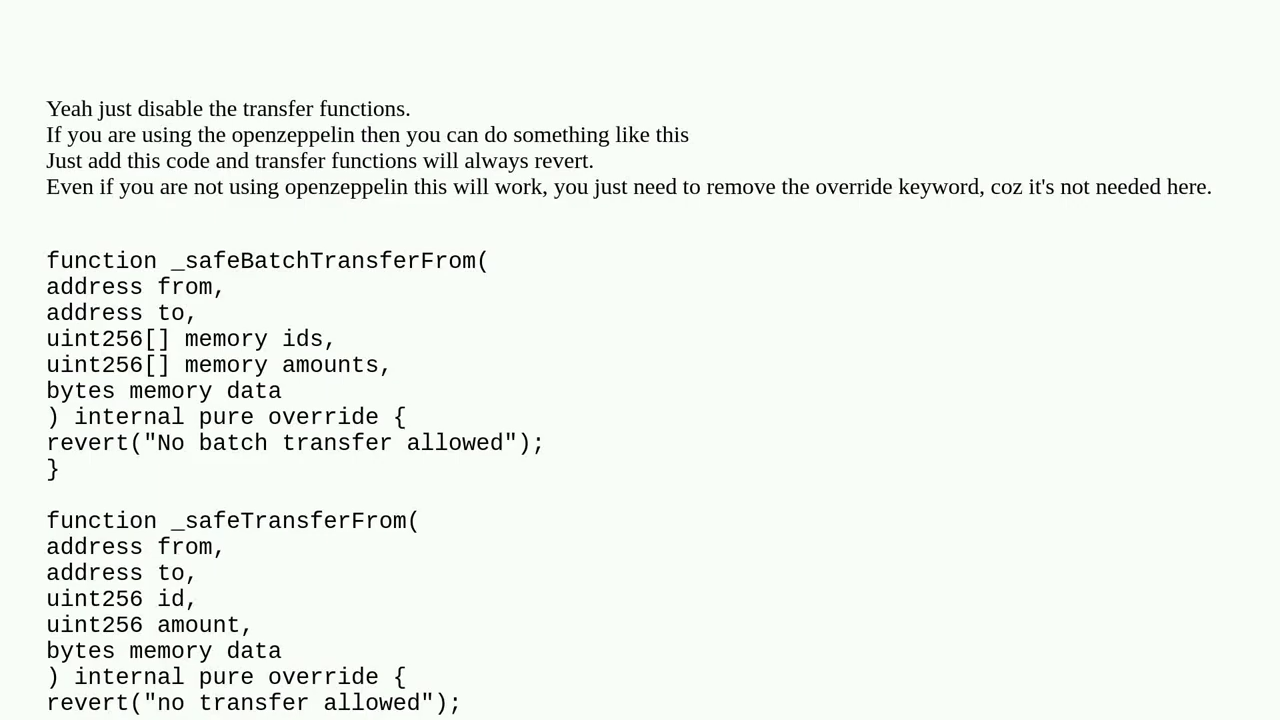 Yeah just disable the transfer functions.
If you are using the openzeppelin then you can do something like this
Just add this code and transfer functions will always revert.
Even if you are not using openzeppelin this will work, you just need to remove the override keyword, coz it's not needed here.
function _safeBatchTransferFrom(
address from,
address to,
uint256[] memory ids,
uint256[] memory amounts,
bytes memory data
) internal pure override {
revert("No batch transfer allowed");
}
function _safeTransferFrom(
address from,
address to,
uint256 id,
uint256 amount,
bytes memory data
) internal pure override {
revert("no transfer allowed");